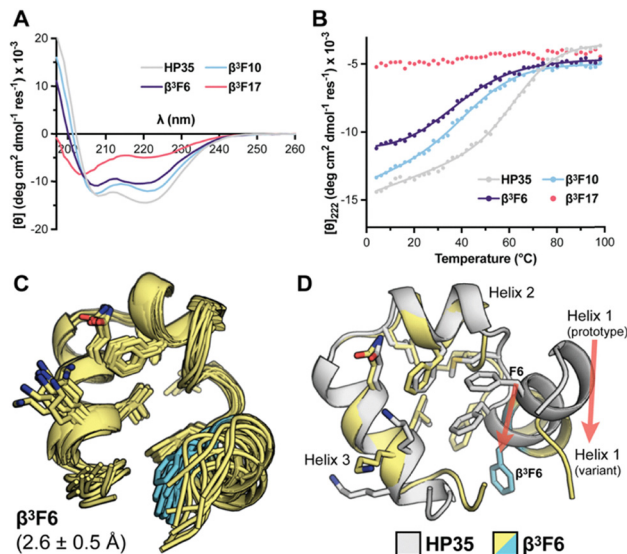 A
[θ] (deg cm² dmol⁻¹ res⁻¹) x 10⁻³
20
10
0
-10
-20
HP35
β³F10
β³F6
β³F17
λ (nm)
200
210
220
230
240
250
260
B
[θ]₂₂₂ (deg cm² dmol⁻¹ res⁻¹) x 10⁻³
-5
-10
-15
HP35
β³F10
β³F6
β³F17
0
20
40
60
80
100
Temperature (°C)
C
β³F6
(2.6 ± 0.5 Å)
D
Helix 2
Helix 1
(prototype)
F6
Helix 3
β³F6
Helix 1
(variant)
HP35
β³F6